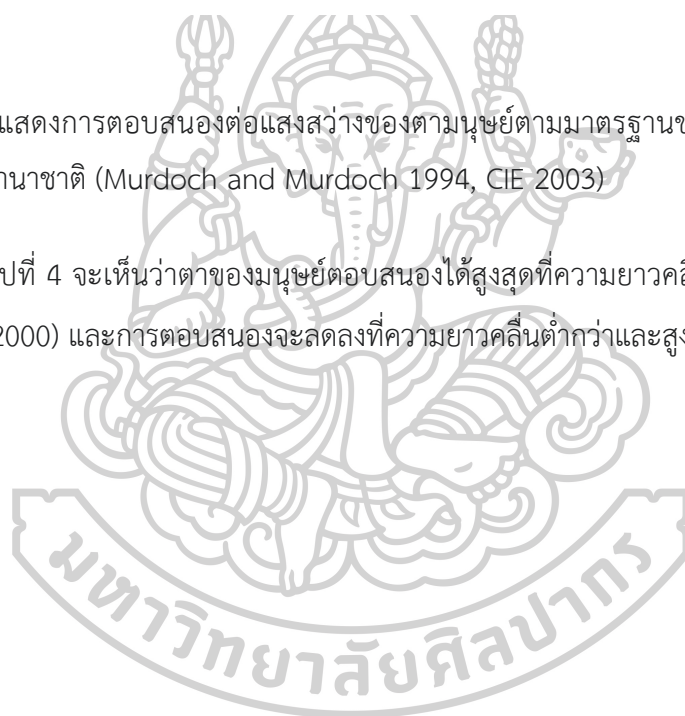 แสดงการตอบสนองต่อแสงสว่างของตามนุษย์ตามมาตรฐานข
านาชาติ (Murdoch and Murdoch 1994, CIE 2003)
ปที่ 4 จะเห็นว่าตาของมนุษย์ตอบสนองได้สูงสุดที่ความยาวคลื
2000) และการตอบสนองจะลดลงที่ความยาวคลื่นต่ำกว่าและสูง
มหาวิทยาลัยศิลปากร